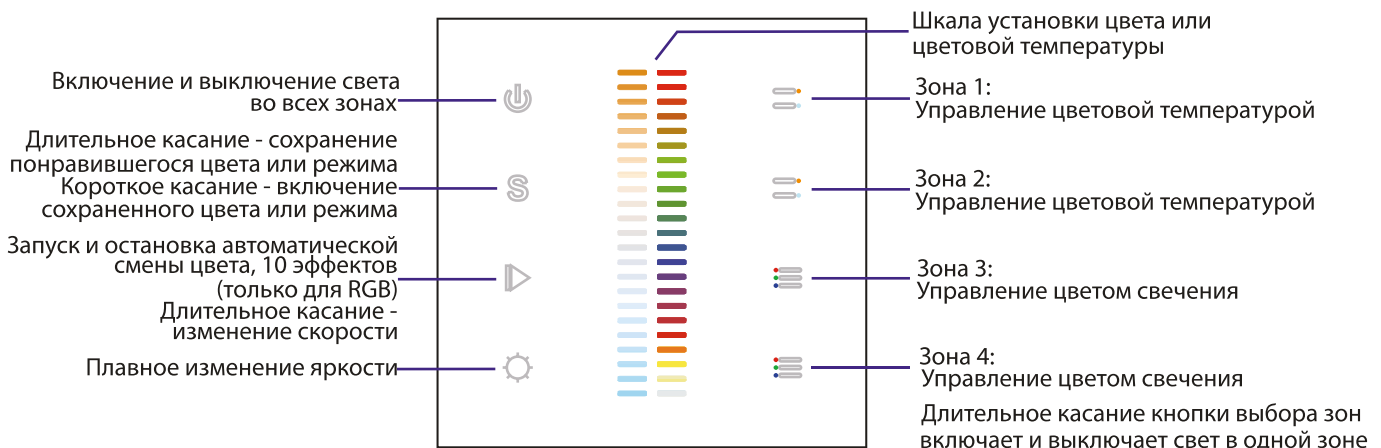 Включение и выключение света
во всех зонах
Длительное касание - сохранение
понравившегося цвета или режима
Короткое касание - включение
сохраненного цвета или режима
Запуск и остановка автоматической
смены цвета, 10 эффектов
(только для RGB)
Длительное касание -
изменение скорости
Плавное изменение яркости
S
Шкала установки цвета или
цветовой температуры
Зона 1:
Управление цветовой температурой
Зона 2:
Управление цветовой температурой
Зона 3:
Управление цветом свечения
Зона 4:
Управление цветом свечения
Длительное касание кнопки выбора зон
включает и выключает свет в одной зоне